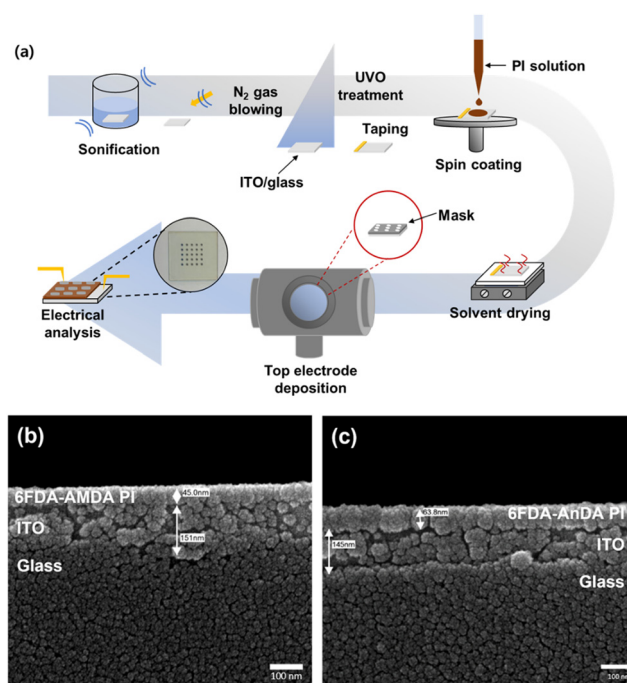 (a)
N2 gas
blowing
UVO
treatment
PI solution
Sonification
ITO/glass
Taping
Spin coating
Mask
Electrical
analysis
Top electrode
deposition
Solvent drying
(b)
6FDA-AMDA PI
45.0nm
ITO
151nm
Glass
100 nm
(c)
63.8nm
6FDA-AnDA PI
145nm
ITO
Glass
100 nm